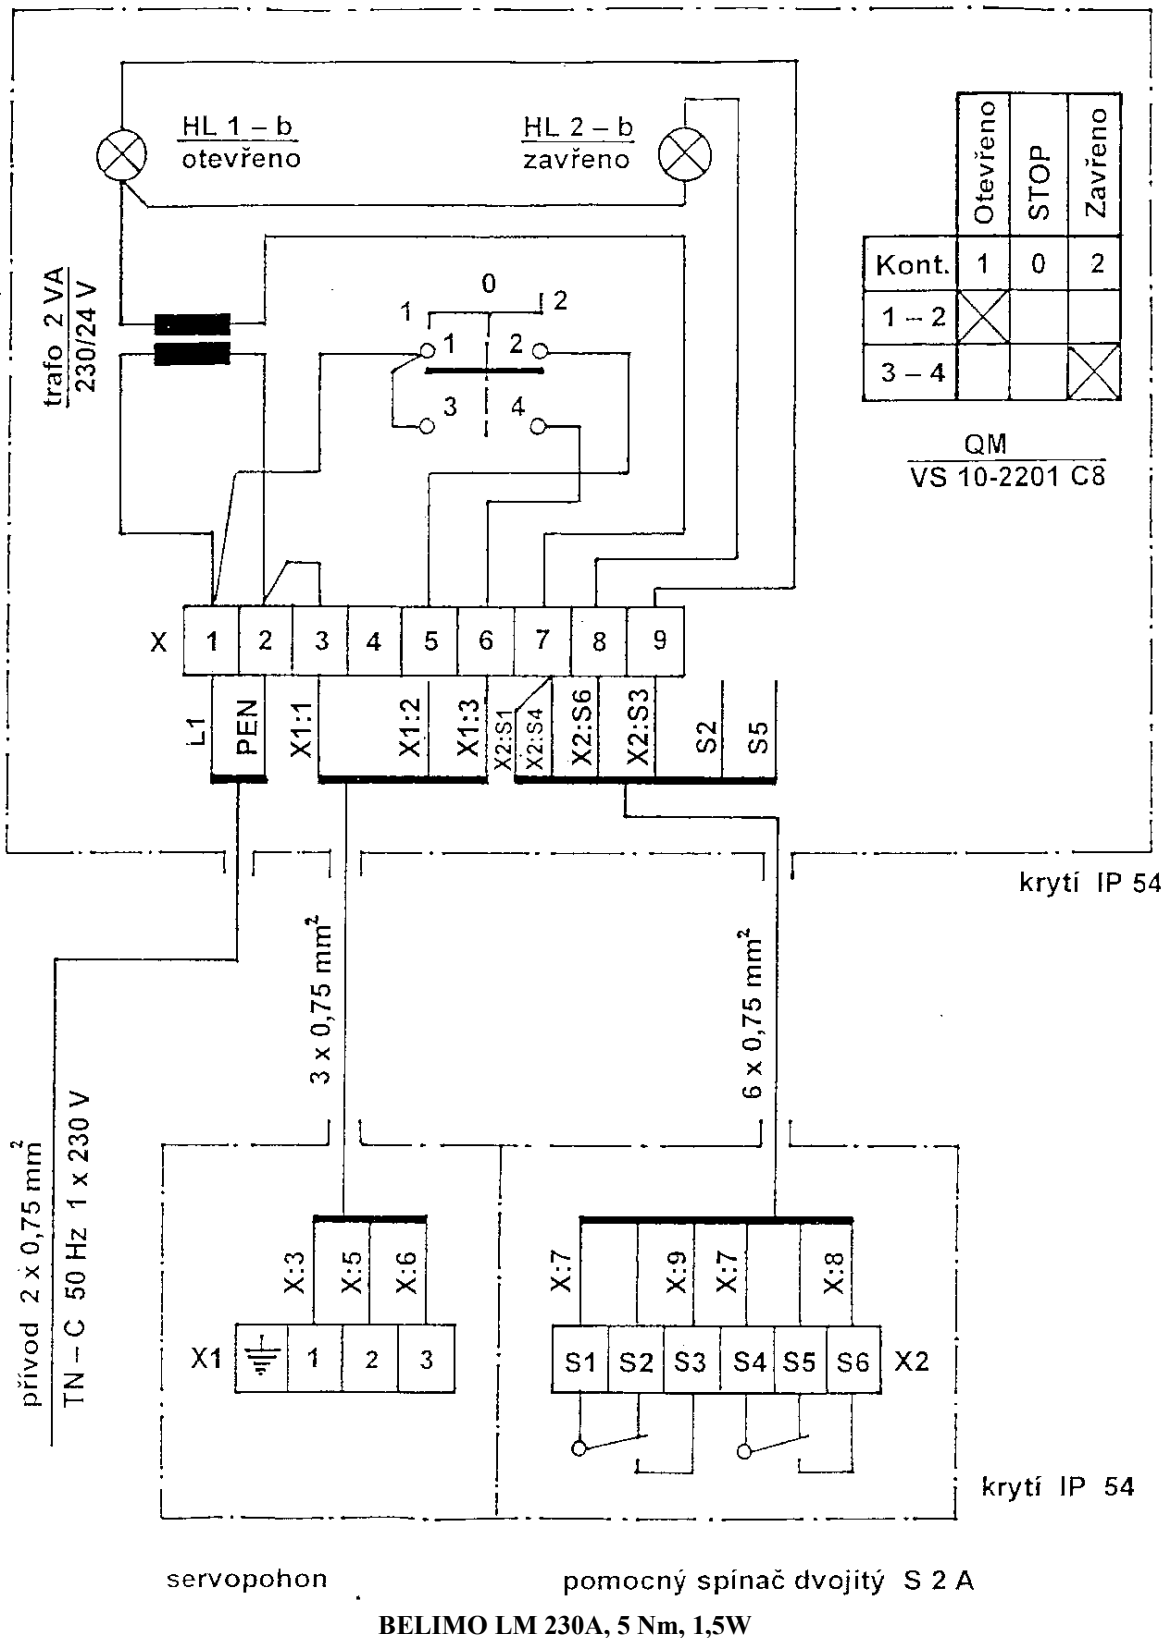 HL 1 – b
otevřeno
HL 2 – b
zavřeno
Otevřeno
STOP
Zavřeno
Kont. 1 0 2
1 – 2
3 – 4
QM
VS 10-2201 C8
trafo 2 VA
230/24 V
0
1 2
1 2
3 4
X 1 2 3 4 5 6 7 8 9
L1
PEN
X1:1
X1:2
X1:3
X2:S1
X2:S4
X2:S6
X2:S3
S2
S5
krytí IP 54
3 x 0,75 mm²
6 x 0,75 mm²
přívod 2 x 0,75 mm²
TN – C 50 Hz 1 x 230 V
X:3
X:5
X:6
X:7
X:9
X:7
X:8
X1 1 2 3
S1 S2 S3 S4 S5 S6 X2
krytí IP 54
servopohon
pomocný spínač dvojitý S 2 A
BELIMO LM 230A, 5 Nm, 1,5W